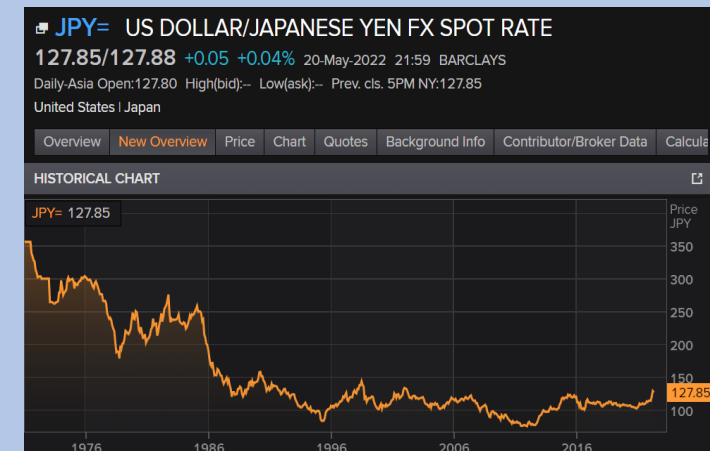 JPY= US DOLLAR/JAPANESE YEN FX SPOT RATE
127.85/127.88 +0.05 +0.04% 20-May-2022 21:59 BARCLAYS
Daily-Asia Open:127.80 High(bid):-- Low(ask):-- Prev. cls. 5PM NY:127.85
United States | Japan
Overview New Overview Price Chart Quotes Background Info Contributor/Broker Data Calcula
HISTORICAL CHART
JPY= 127.85
Price
JPY
350
300
250
200
150
127.85
100
1976 1986 1996 2006 2016